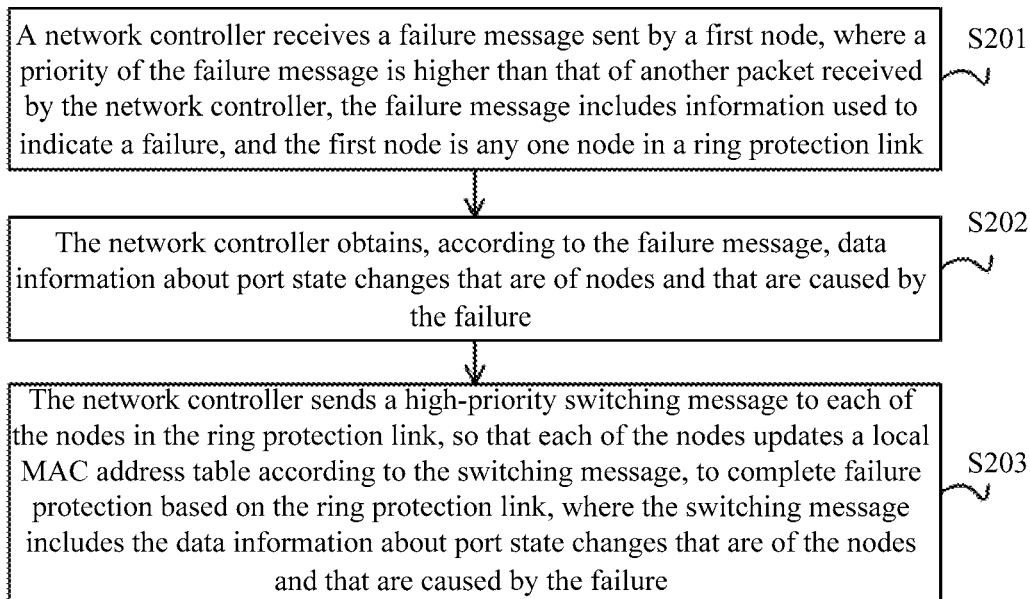 A network controller receives a failure message sent by a first node, where a
priority of the failure message is higher than that of another packet received
by the network controller, the failure message includes information used to
indicate a failure, and the first node is any one node in a ring protection link
S201
The network controller obtains, according to the failure message, data
information about port state changes that are of nodes and that are caused by
the failure
S202
The network controller sends a high-priority switching message to each of
the nodes in the ring protection link, so that each of the nodes updates a local
MAC address table according to the switching message, to complete failure
protection based on the ring protection link, where the switching message
includes the data information about port state changes that are of the nodes
and that are caused by the failure
S203